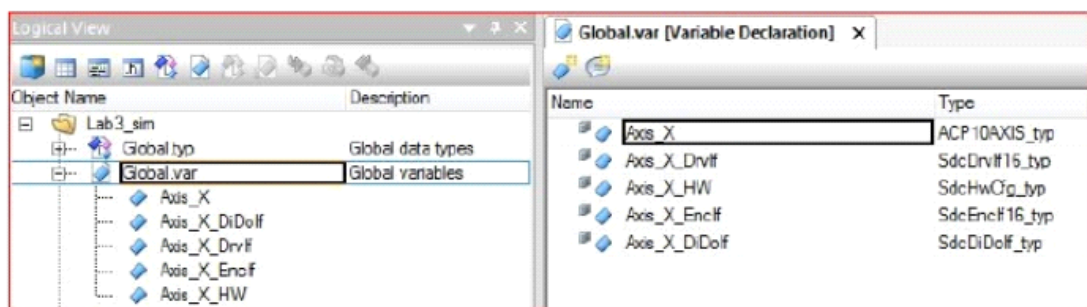 Logical View
Object Name Description
Lab3_sim
Global.typ Global data types
Global.var Global variables
Axis_X
Axis_X_DiDoIf
Axis_X_DrvIf
Axis_X_EncIf
Axis_X_HW
Global.var [Variable Declaration] X
Name Type
Axis_X ACP10AXIS_typ
Axis_X_DrvIf SdcDrvIf16_typ
Axis_X_HW SdcHwCfg_typ
Axis_X_EncIf SdcEncIf16_typ
Axis_X_DiDoIf SdcDiDoIf_typ